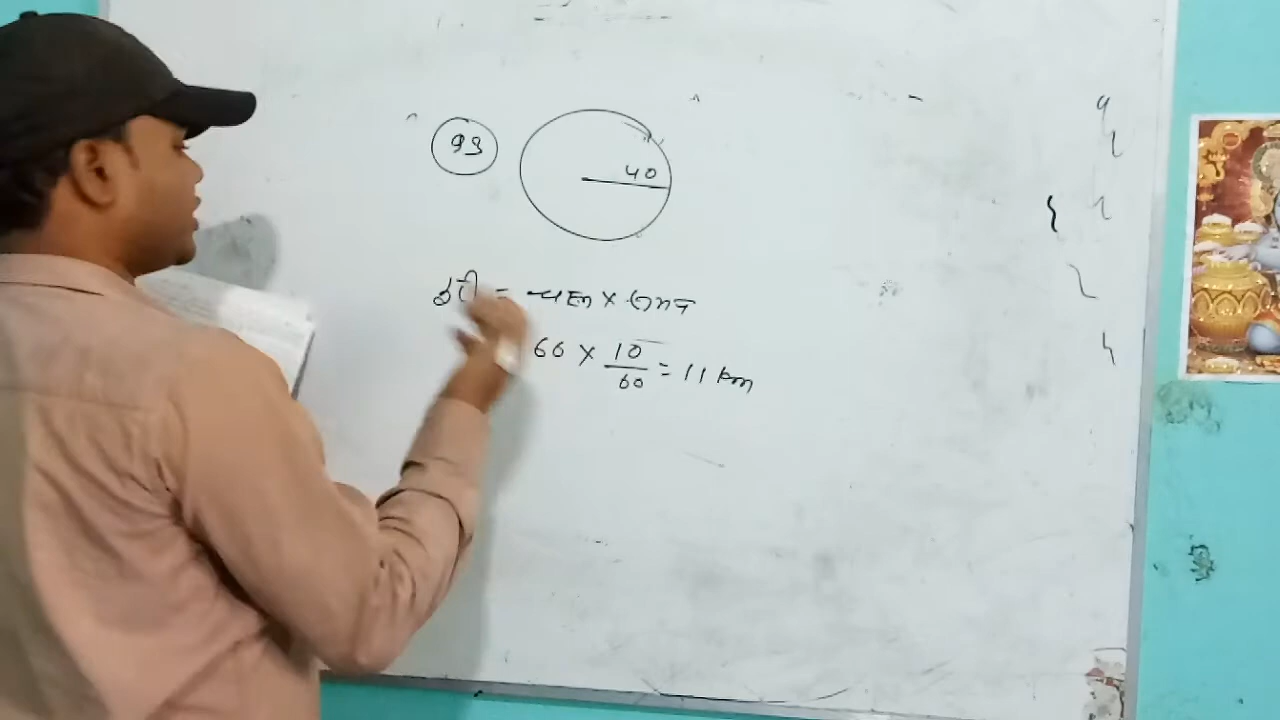 93
40
दूरी = चाल × समय
66 × 10/60 = 11 km